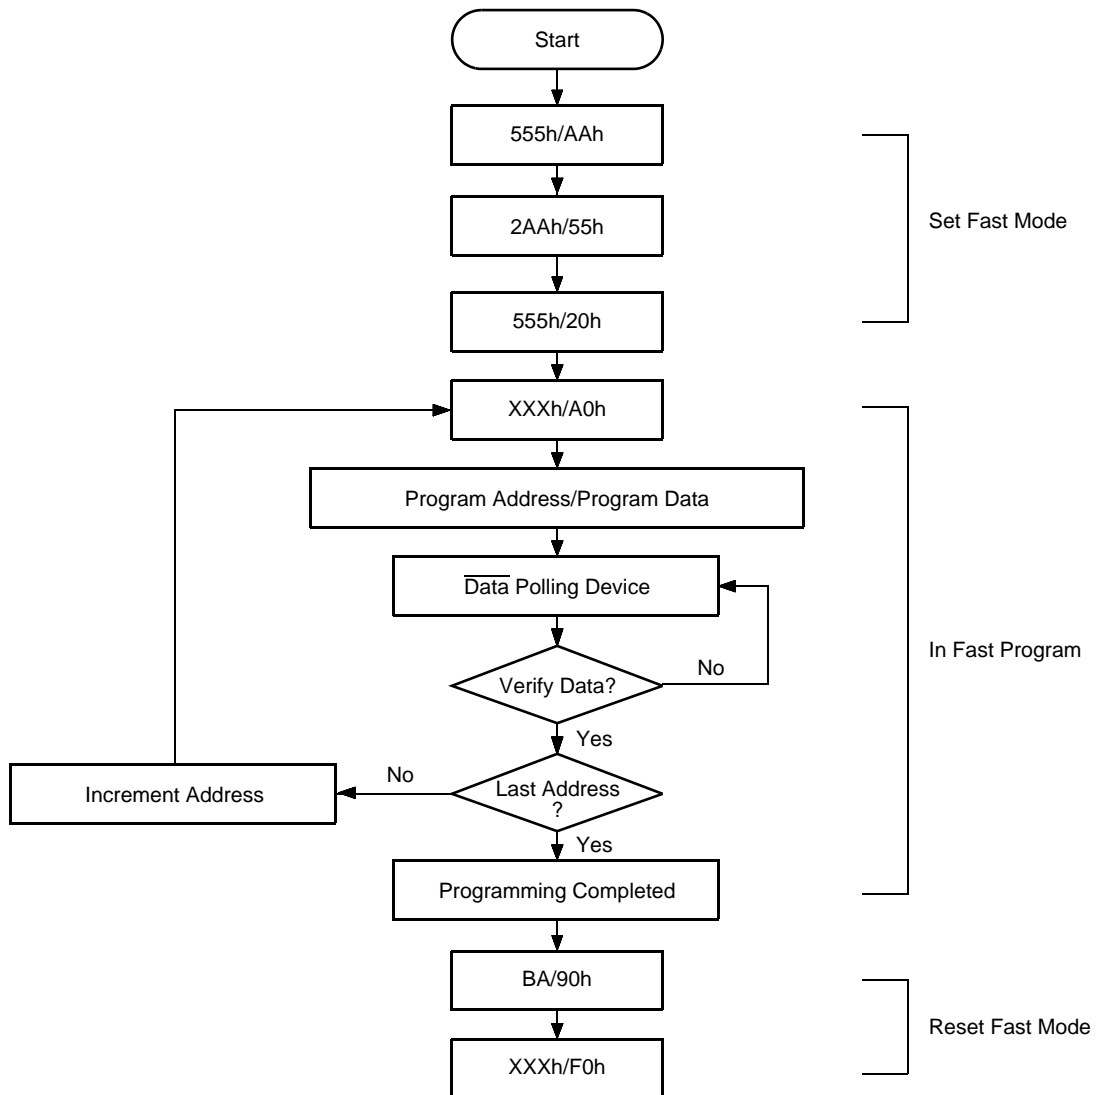 Start
555h/AAh
2AAh/55h
Set Fast Mode
555h/20h
XXXh/A0h
Program Address/Program Data
Data Polling Device
In Fast Program
Verify Data?
No
Yes
Last Address
?
No
Increment Address
Yes
Programming Completed
BA/90h
Reset Fast Mode
XXXh/F0h